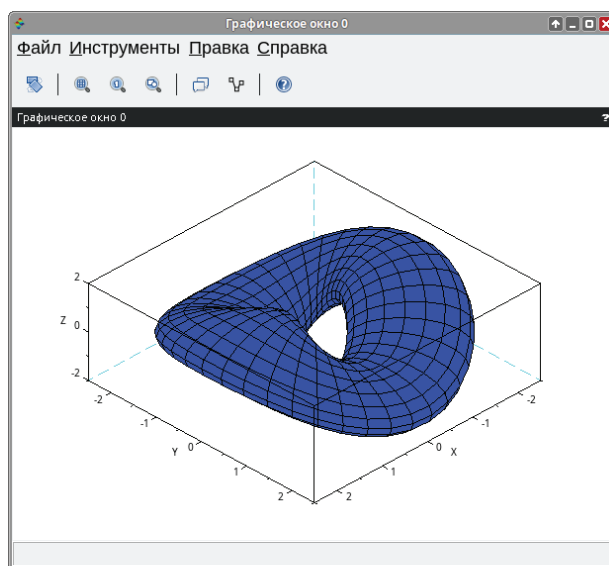 Графическое окно 0
Файл Инструменты Правка Справка
Графическое окно 0 ?
2
Z 0
-2
-2 -2
-1 -1
Y 0 0 X
1 1
2 2